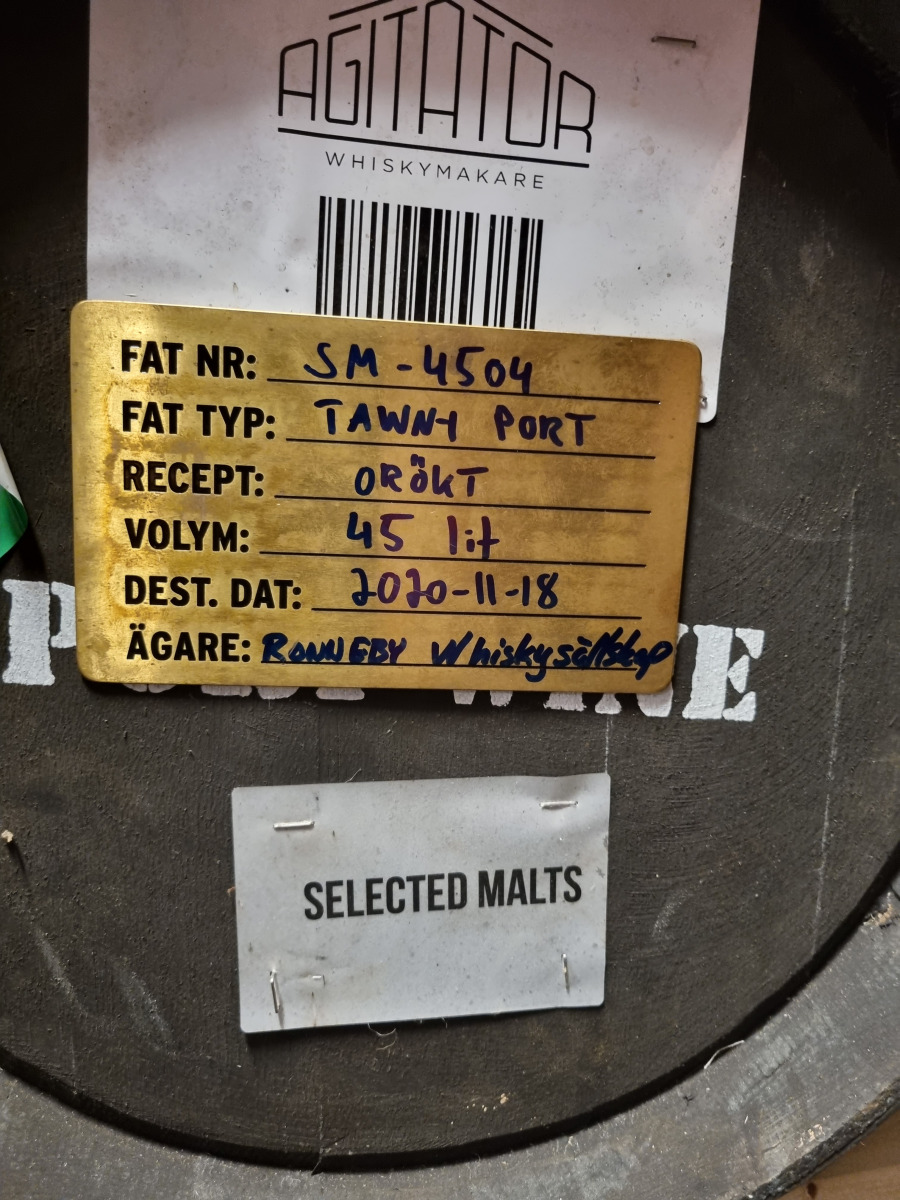 AGITATOR
WHISKYMAKARE
FAT NR: SM-4504
FAT TYP: TAWNY PORT
RECEPT: ORÖKT
VOLYM: 45 lit
DEST. DAT: 2020-11-18
ÄGARE: RONNEBY Whiskysällskap
SELECTED MALTS